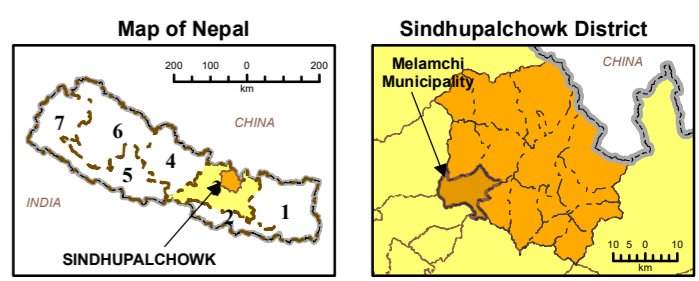 Map of Nepal
200 100 0 200
km
CHINA
7
6
4
5
3
2
1
INDIA
SINDHUPALCHOWK
Sindhupalchowk District
Melamchi
Municipality
CHINA
10 5 0 10
km